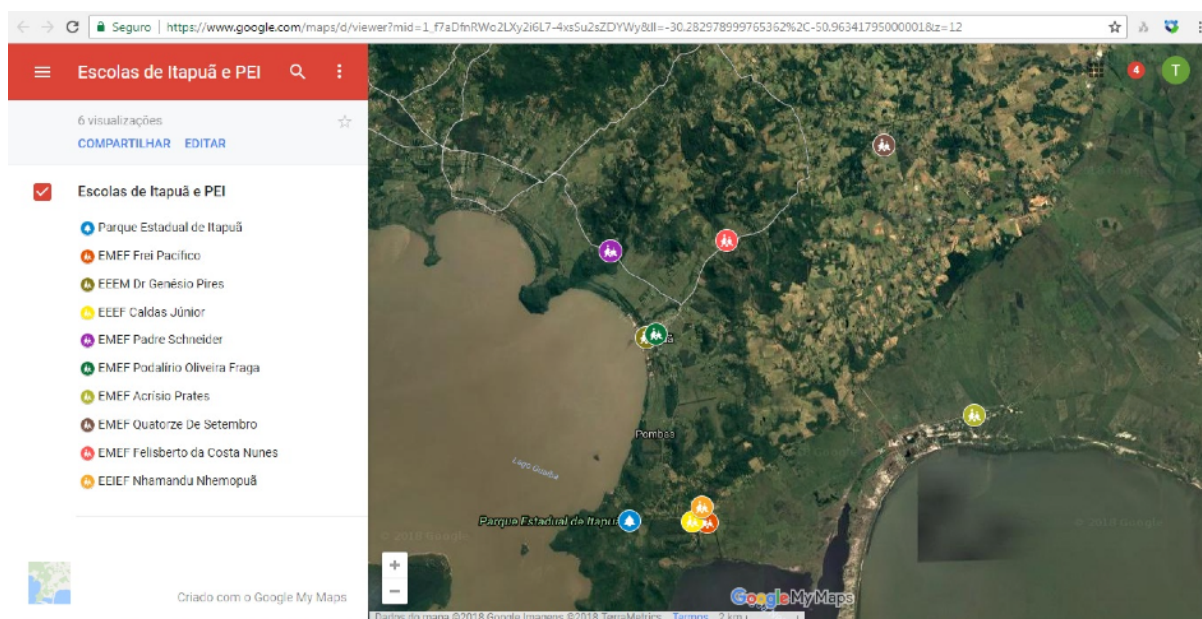 Seguro | https://www.google.com/maps/d/viewer?mid=1_f7aDfnRWo2LXy2i6L7-4xsSu2sZDYWy&ll=-30.282978999765362%2C-50.96341795000001&z=12
Escolas de Itapuã e PEI
4
T
6 visualizações
COMPARTILHAR EDITAR
Escolas de Itapuã e PEI
Parque Estadual de Itapuã
EMEF Frei Pacífico
EEEM Dr Genésio Pires
EEEF Caldas Júnior
EMEF Padre Schneider
EMEF Podalírio Oliveira Fraga
EMEF Acrísio Prates
EMEF Quatorze De Setembro
EMEF Felisberto da Costa Nunes
EEIEF Nhamandu Nhemopuã
Criado com o Google My Maps
Pombas
Lago Guaíba
Parque Estadual de Itapuã
© 2018 Google
© 2018 Google
+
−
Google My Maps
Dados do mapa ©2018 Google Imagens ©2018 TerraMetrics Termos 2 km